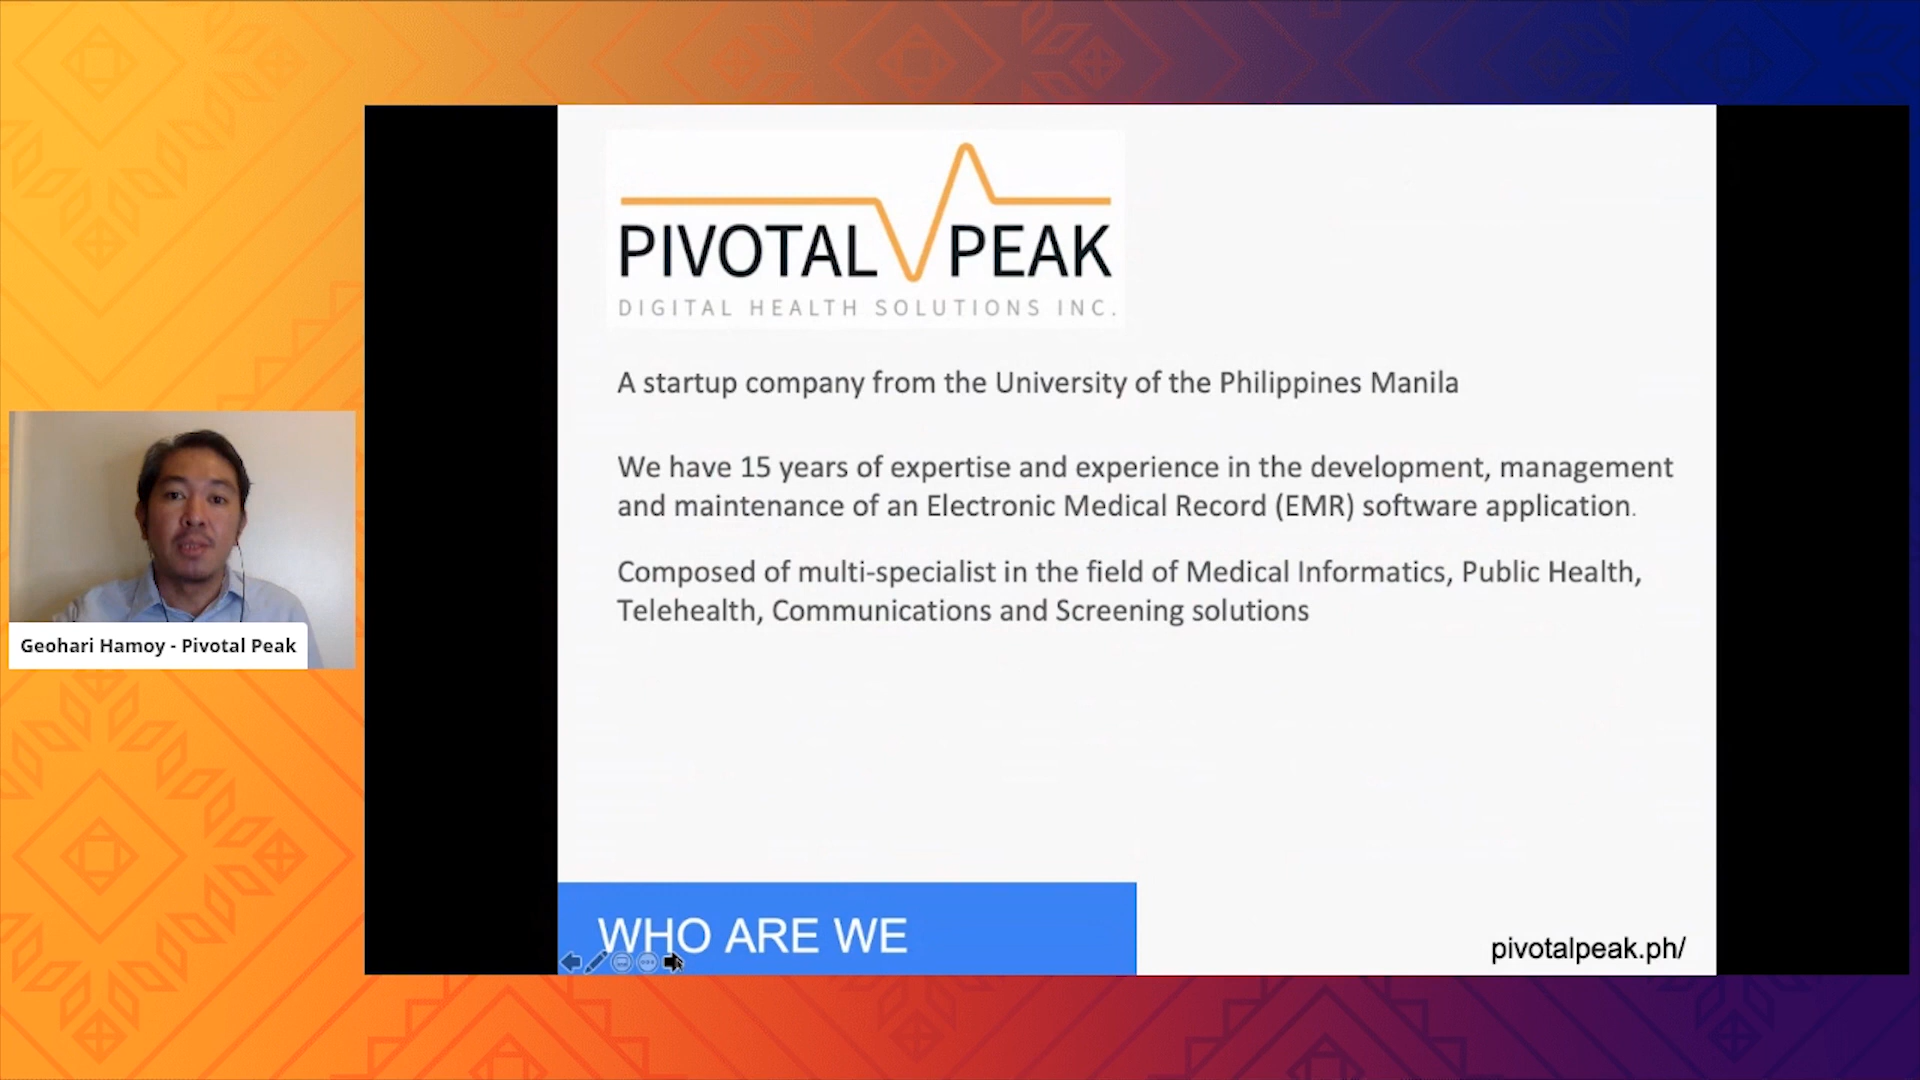 PIVOTAL PEAK
DIGITAL HEALTH SOLUTIONS INC.
A startup company from the University of the Philippines Manila
We have 15 years of expertise and experience in the development, management
and maintenance of an Electronic Medical Record (EMR) software application.
Composed of multi-specialist in the field of Medical Informatics, Public Health,
Telehealth, Communications and Screening solutions
Geohari Hamoy - Pivotal Peak
WHO ARE WE
pivotalpeak.ph/